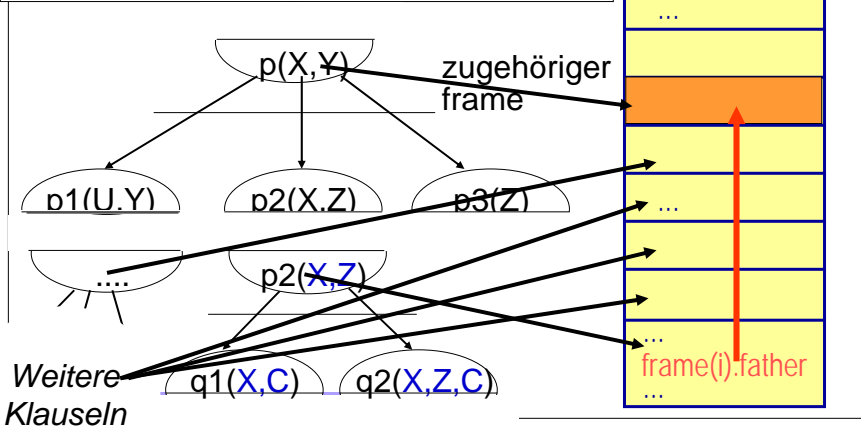 ...
p(X,Y)
zugehöriger
frame
p1(U,Y)
p2(X,Z)
p3(Z)
...
....
p2(X,Z)
...
frame(i).father
...
Weitere
Klauseln
q1(X,C)
q2(X,Z,C)